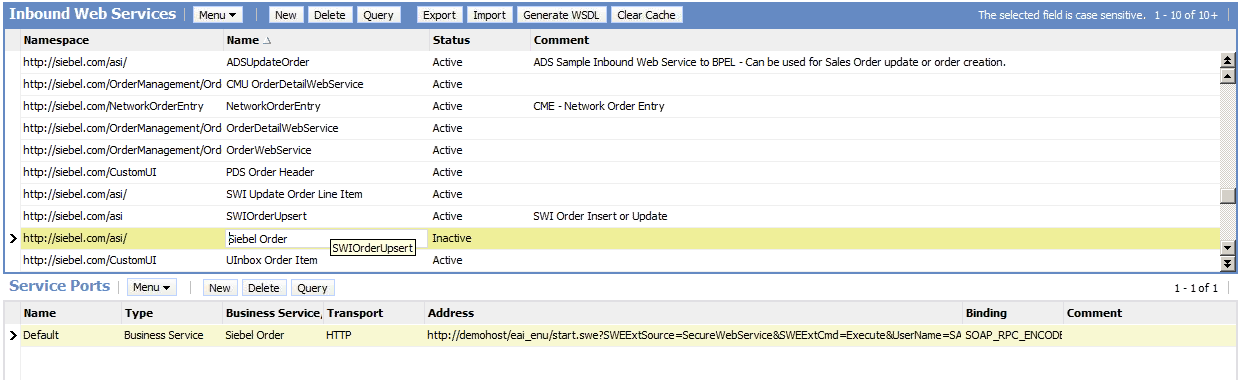 Inbound Web Services Menu New Delete Query Export Import Generate WSDL Clear Cache The selected field is case sensitive. 1 - 10 of 10+
Namespace Name Status Comment
http://siebel.com/asi/ ADSUpdateOrder Active ADS Sample Inbound Web Service to BPEL - Can be used for Sales Order update or order creation.
http://siebel.com/OrderManagement/Ord CMU OrderDetailWebService Active
http://siebel.com/NetworkOrderEntry NetworkOrderEntry Active CME - Network Order Entry
http://siebel.com/OrderManagement/Ord OrderDetailWebService Active
http://siebel.com/OrderManagement/Ord OrderWebService Active
http://siebel.com/CustomUI PDS Order Header Active
http://siebel.com/asi/ SWI Update Order Line Item Active
http://siebel.com/asi SWIOrderUpsert Active SWI Order Insert or Update
http://siebel.com/asi/ Siebel Order Inactive
SWIOrderUpsert
http://siebel.com/CustomUI UInbox Order Item Active
Service Ports Menu New Delete Query 1 - 1 of 1
Name Type Business Service, Transport Address Binding Comment
Default Business Service Siebel Order HTTP http://demohost/eai_enu/start.swe?SWEExtSource=SecureWebService&SWEExtCmd=Execute&UserName=SA SOAP_RPC_ENCODE